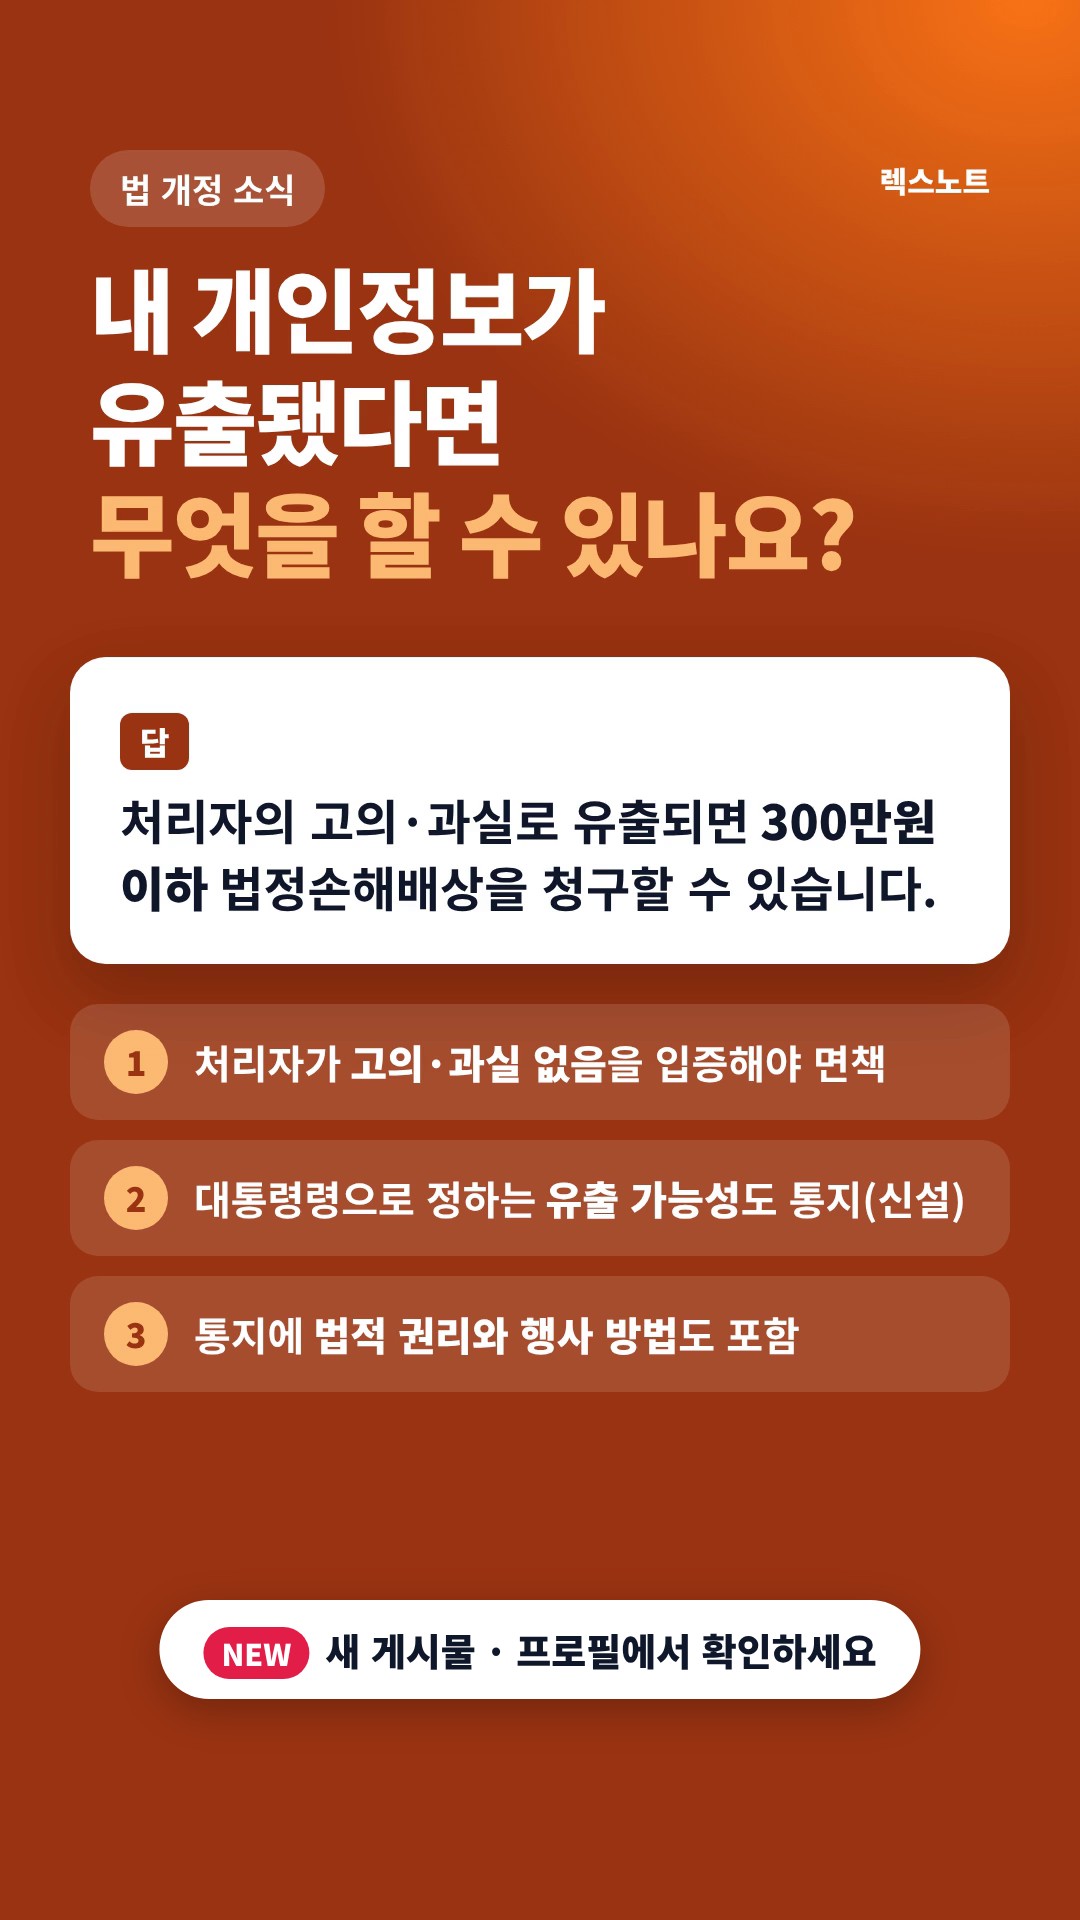 법 개정 소식
렉스노트
내 개인정보가
유출됐다면
무엇을 할 수 있나요?
답
처리자의 고의·과실로 유출되면 300만원
이하 법정손해배상을 청구할 수 있습니다.
1 처리자가 고의·과실 없음을 입증해야 면책
2 대통령령으로 정하는 유출 가능성도 통지(신설)
3 통지에 법적 권리와 행사 방법도 포함
NEW 새 게시물 · 프로필에서 확인하세요